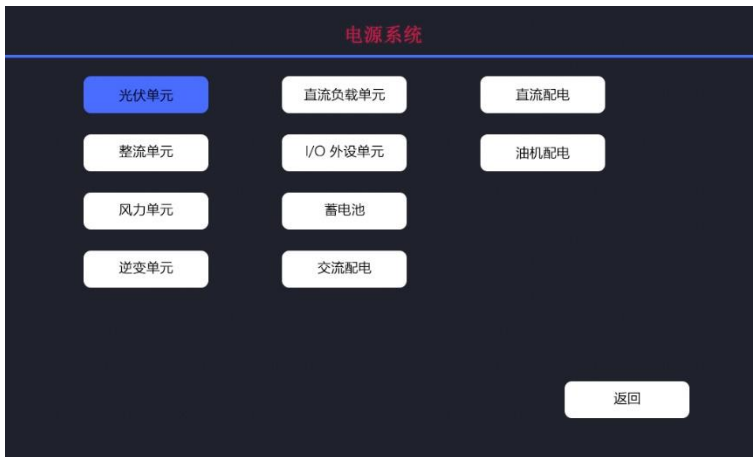 电源系统
光伏单元
直流负载单元
直流配电
整流单元
I/O 外设单元
油机配电
风力单元
蓄电池
逆变单元
交流配电
返回